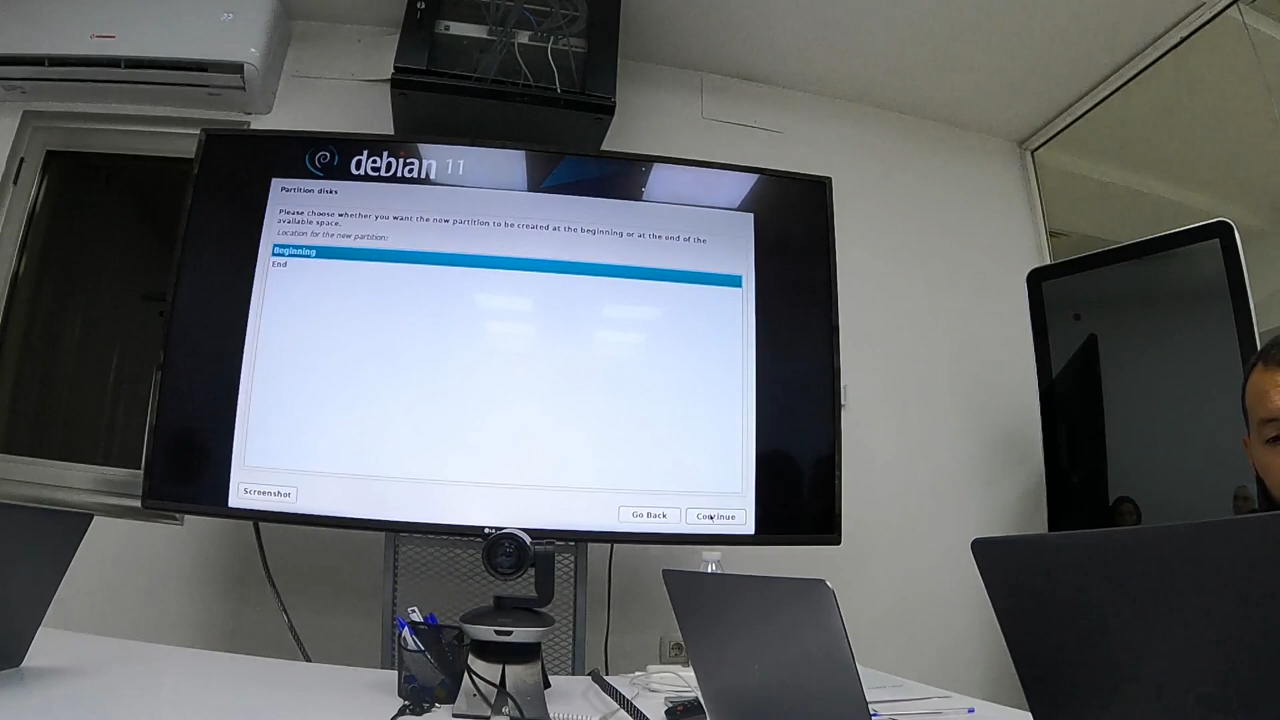 debian 11
Partition disks
Please choose whether you want the new partition to be created at the beginning or at the end of the
available space.
Location for the new partition:
Beginning
End
Screenshot
Go Back
Continue
LG